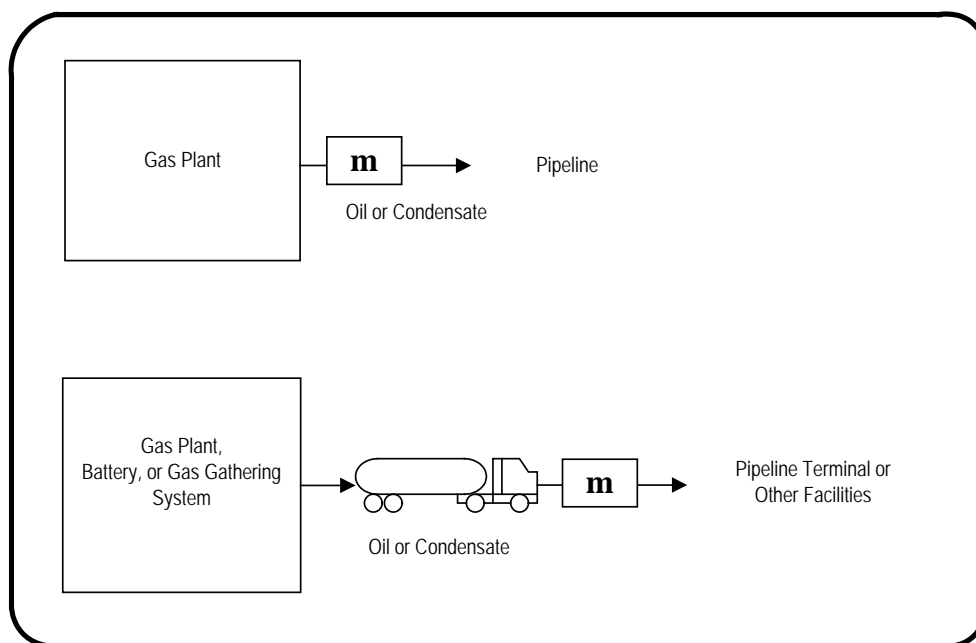 Gas Plant
m
Pipeline
Oil or Condensate
Gas Plant,
Battery, or Gas Gathering
System
m
Pipeline Terminal or
Other Facilities
Oil or Condensate